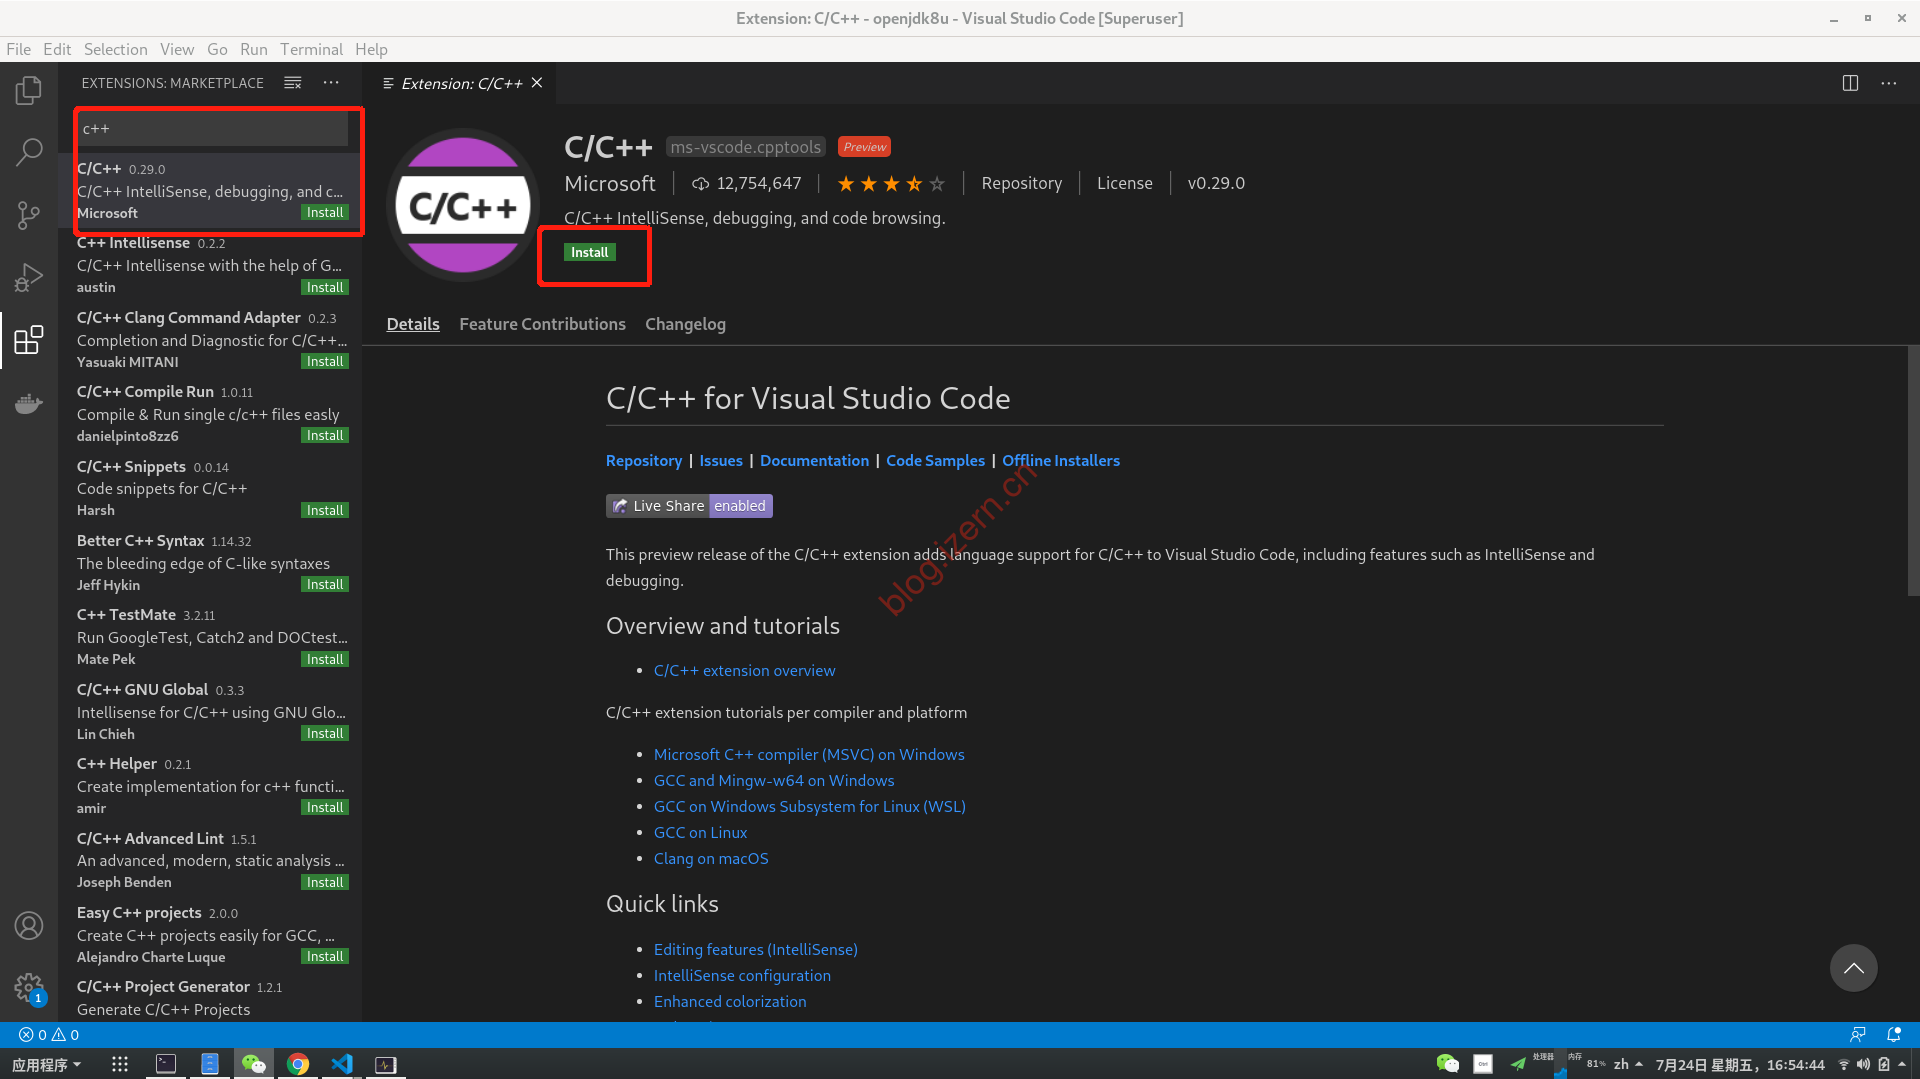 Extension: C/C++ - openjdk8u - Visual Studio Code [Superuser]
File Edit Selection View Go Run Terminal Help
EXTENSIONS: MARKETPLACE
c++
C/C++ 0.29.0
C/C++ IntelliSense, debugging, and c...
Microsoft Install
C++ Intellisense 0.2.2
C/C++ Intellisense with the help of G...
austin Install
C/C++ Clang Command Adapter 0.2.3
Completion and Diagnostic for C/C++...
Yasuaki MITANI Install
C/C++ Compile Run 1.0.11
Compile & Run single c/c++ files easly
danielpinto8zz6 Install
C/C++ Snippets 0.0.14
Code snippets for C/C++
Harsh Install
Better C++ Syntax 1.14.32
The bleeding edge of C-like syntaxes
Jeff Hykin Install
C++ TestMate 3.2.11
Run GoogleTest, Catch2 and DOCtest...
Mate Pek Install
C/C++ GNU Global 0.3.3
Intellisense for C/C++ using GNU Glo...
Lin Chieh Install
C++ Helper 0.2.1
Create implementation for c++ functi...
amir Install
C/C++ Advanced Lint 1.5.1
An advanced, modern, static analysis ...
Joseph Benden Install
Easy C++ projects 2.0.0
Create C++ projects easily for GCC, ...
Alejandro Charte Luque Install
C/C++ Project Generator 1.2.1
Generate C/C++ Projects
Extension: C/C++
C/C++
C/C++ ms-vscode.cpptools Preview
Microsoft 12,754,647 Repository License v0.29.0
C/C++ IntelliSense, debugging, and code browsing.
Install
Details Feature Contributions Changelog
C/C++ for Visual Studio Code
Repository | Issues | Documentation | Code Samples | Offline Installers
Live Share enabled
This preview release of the C/C++ extension adds language support for C/C++ to Visual Studio Code, including features such as IntelliSense and
debugging.
blog.izern.cn
Overview and tutorials
C/C++ extension overview
C/C++ extension tutorials per compiler and platform
Microsoft C++ compiler (MSVC) on Windows
GCC and Mingw-w64 on Windows
GCC on Windows Subsystem for Linux (WSL)
GCC on Linux
Clang on macOS
Quick links
Editing features (IntelliSense)
IntelliSense configuration
Enhanced colorization
1
0 0
应用程序 处理器 内存 81% zh 7月24日 星期五，16:54:44